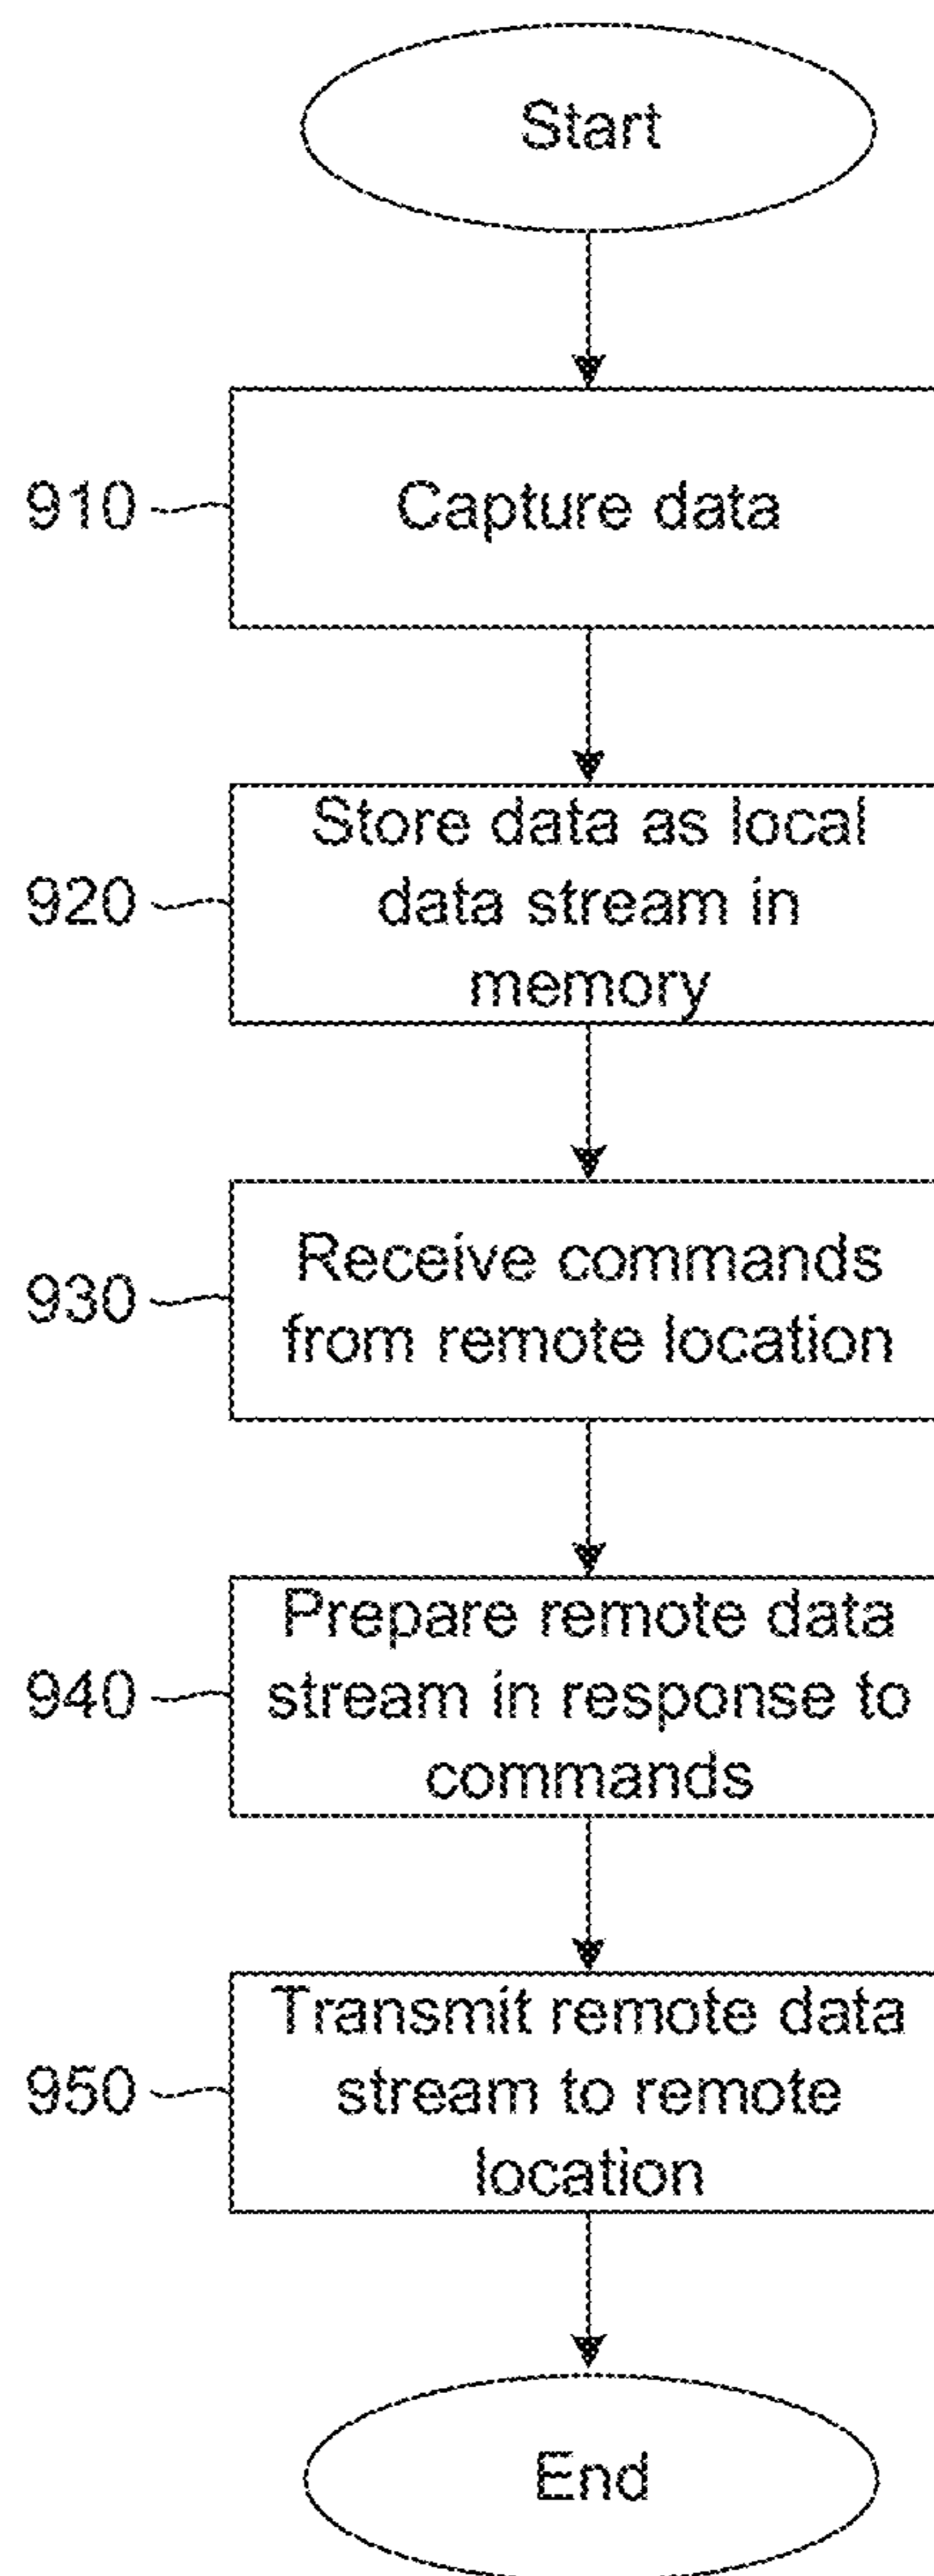 Start
910
Capture data
Store data as local
920
data stream in
memory
Receive commands
930
from remote location
Prepare remote data
940
stream in response to
commands
Transmit remote data
950
stream to remote
location
End